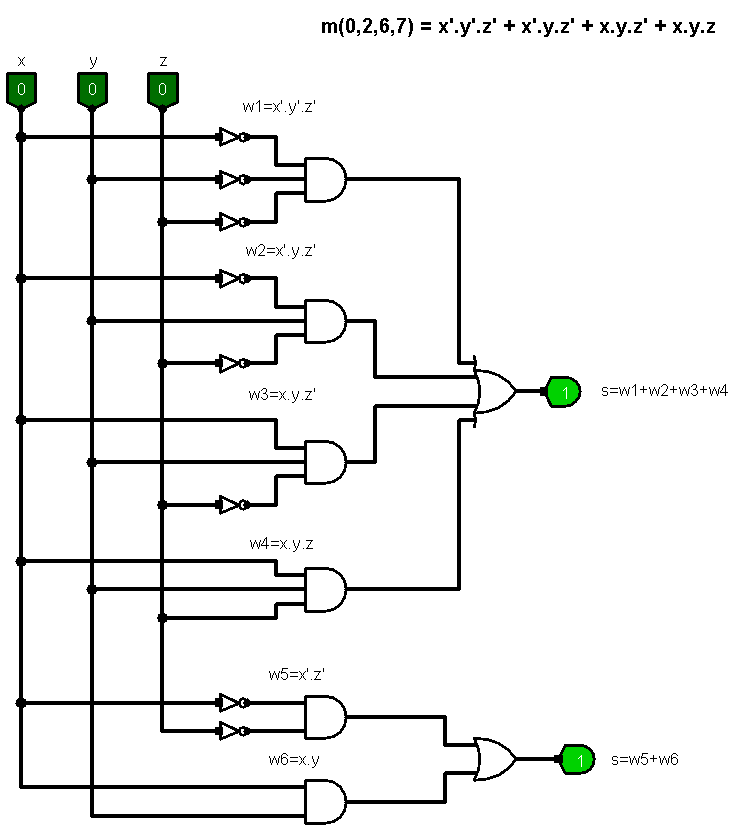 m(0,2,6,7) = x'.y'.z' + x'.y.z' + x.y.z' + x.y.z
x y z
0 0 0
w1=x'.y'.z'
w2=x'.y.z'
w3=x.y.z'
1 s=w1+w2+w3+w4
w4=x.y.z
w5=x'.z'
w6=x.y
1 s=w5+w6